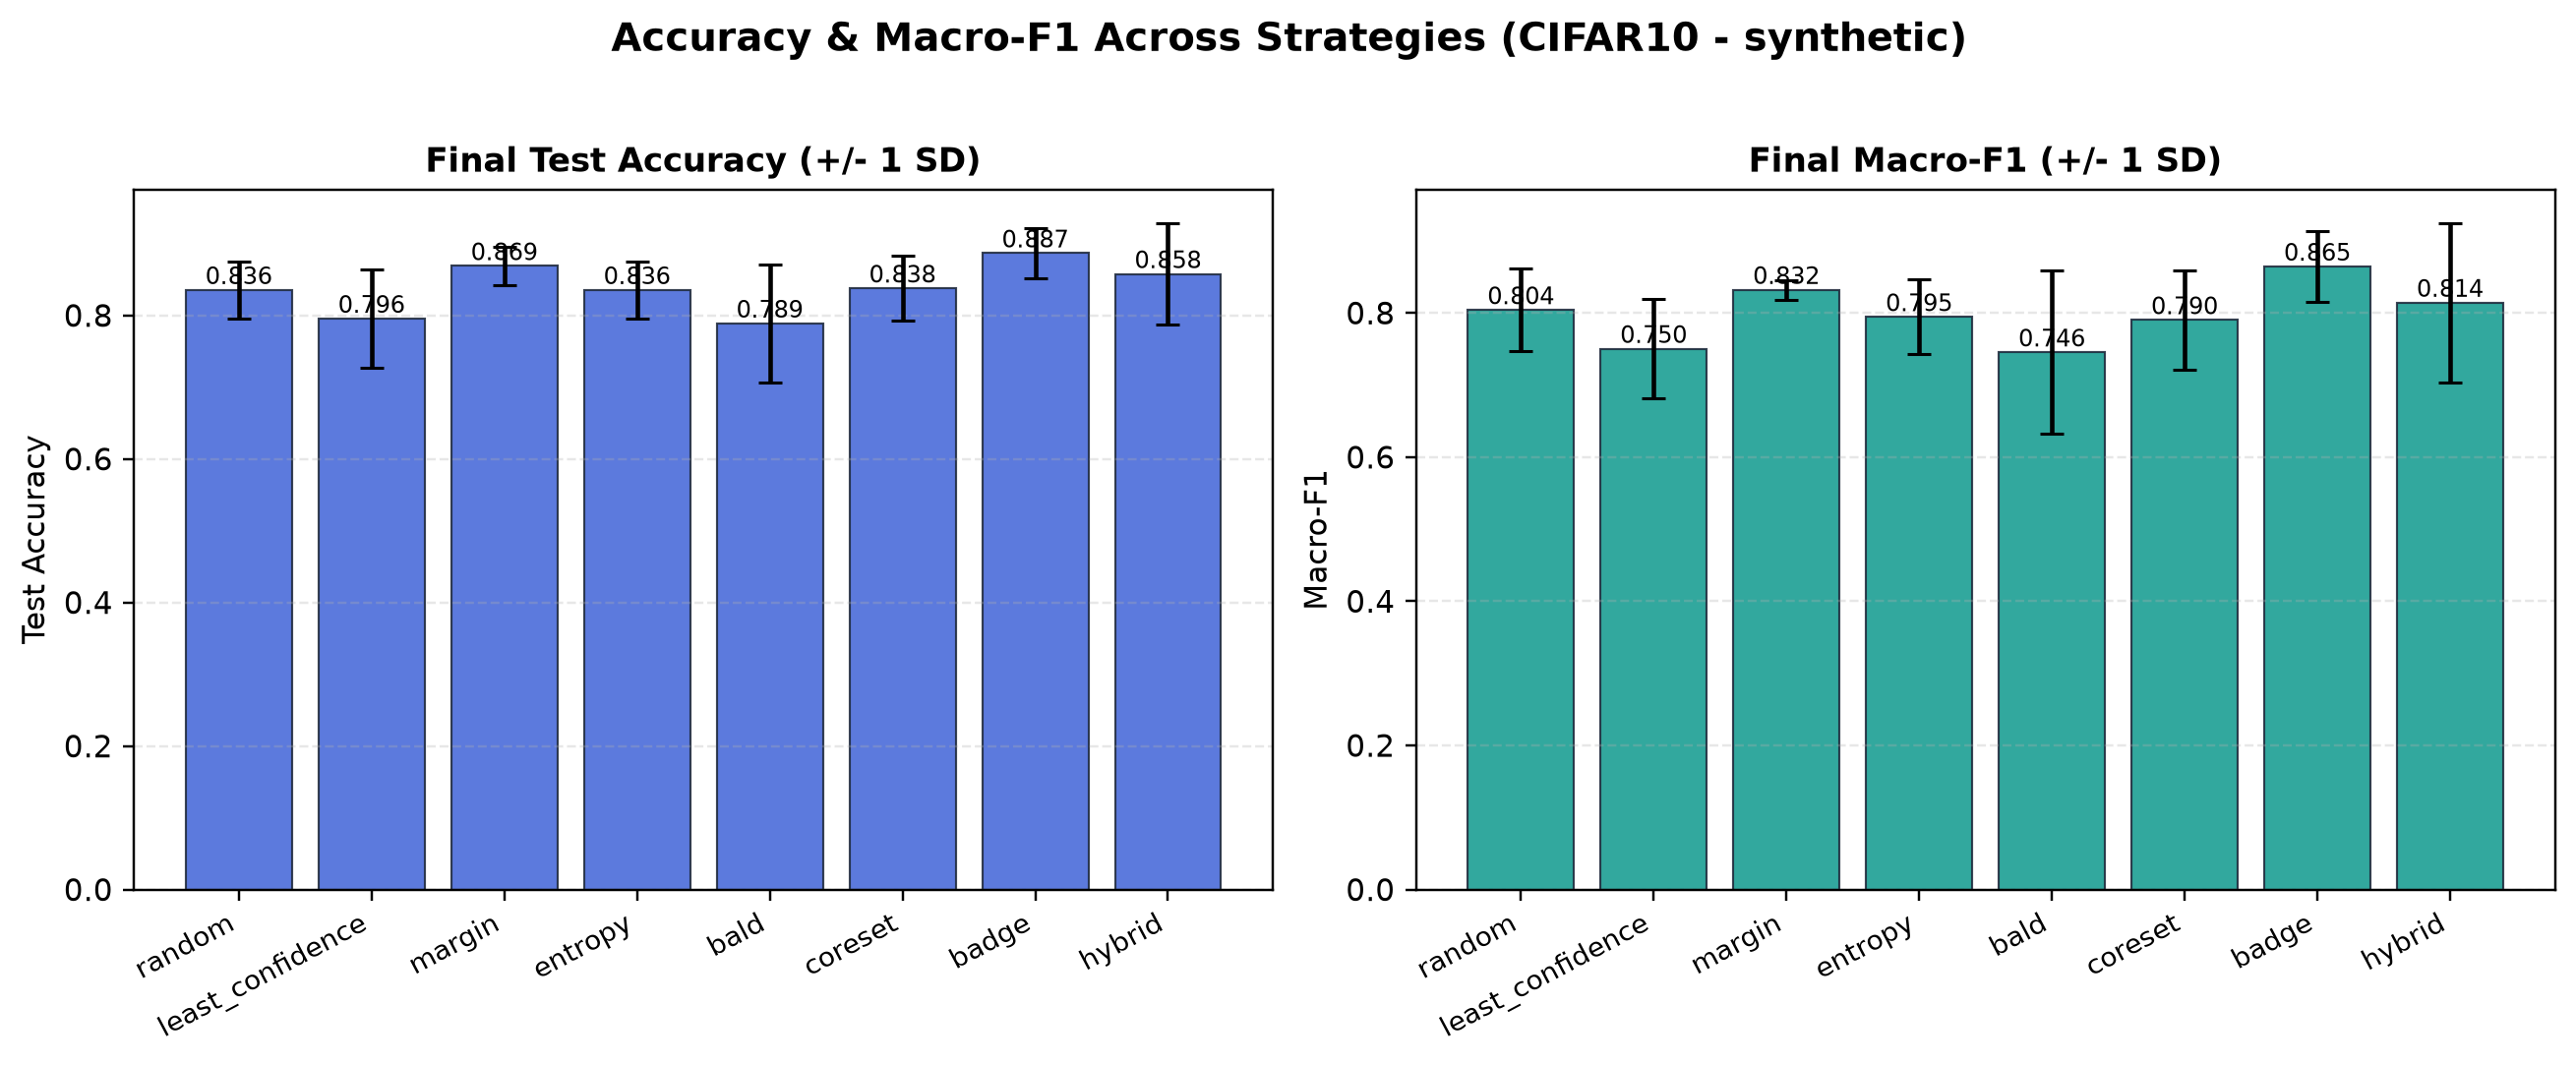 Accuracy & Macro-F1 Across Strategies (CIFAR10 - synthetic)
Final Test Accuracy (+/- 1 SD)
Test Accuracy
0.8
0.6
0.4
0.2
0.0
0.836
0.796
0.869
0.836
0.789
0.838
0.887
0.858
random
least_confidence
margin
entropy
bald
coreset
badge
hybrid
Final Macro-F1 (+/- 1 SD)
Macro-F1
0.8
0.6
0.4
0.2
0.0
0.804
0.750
0.832
0.795
0.746
0.790
0.865
0.814
random
least_confidence
margin
entropy
bald
coreset
badge
hybrid